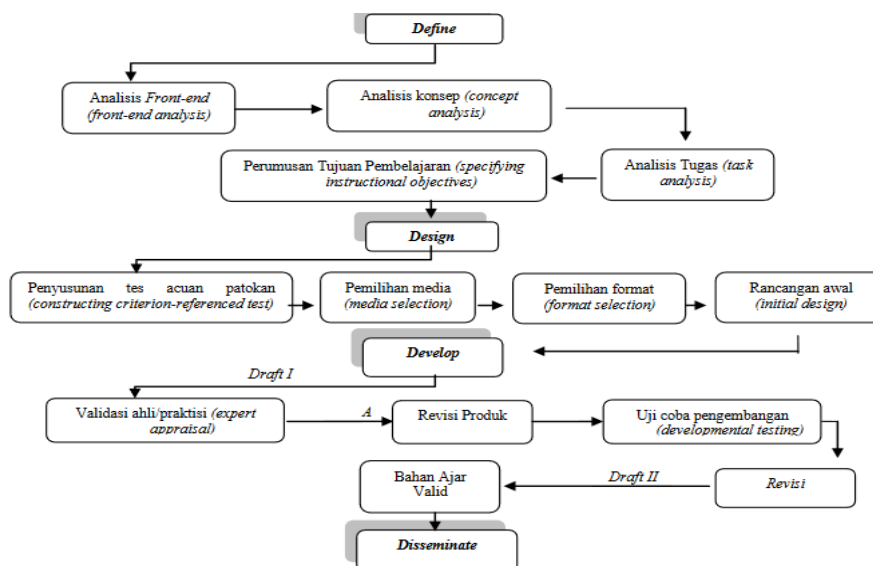 Define
Analisis Front-end
(front-end analysis)
Analisis konsep (concept
analysis)
Perumusan Tujuan Pembelajaran (specifying
instructional objectives)
Analisis Tugas (task
analysis)
Design
Penyusunan tes acuan patokan
(constructing criterion-referenced test)
Pemilihan media
(media selection)
Pemilihan format
(format selection)
Rancangan awal
(initial design)
Develop
Draft I
Validasi ahli/praktisi (expert
appraisal)
A
Revisi Produk
Uji coba pengembangan
(developmental testing)
Revisi
Draft II
Bahan Ajar
Valid
Disseminate